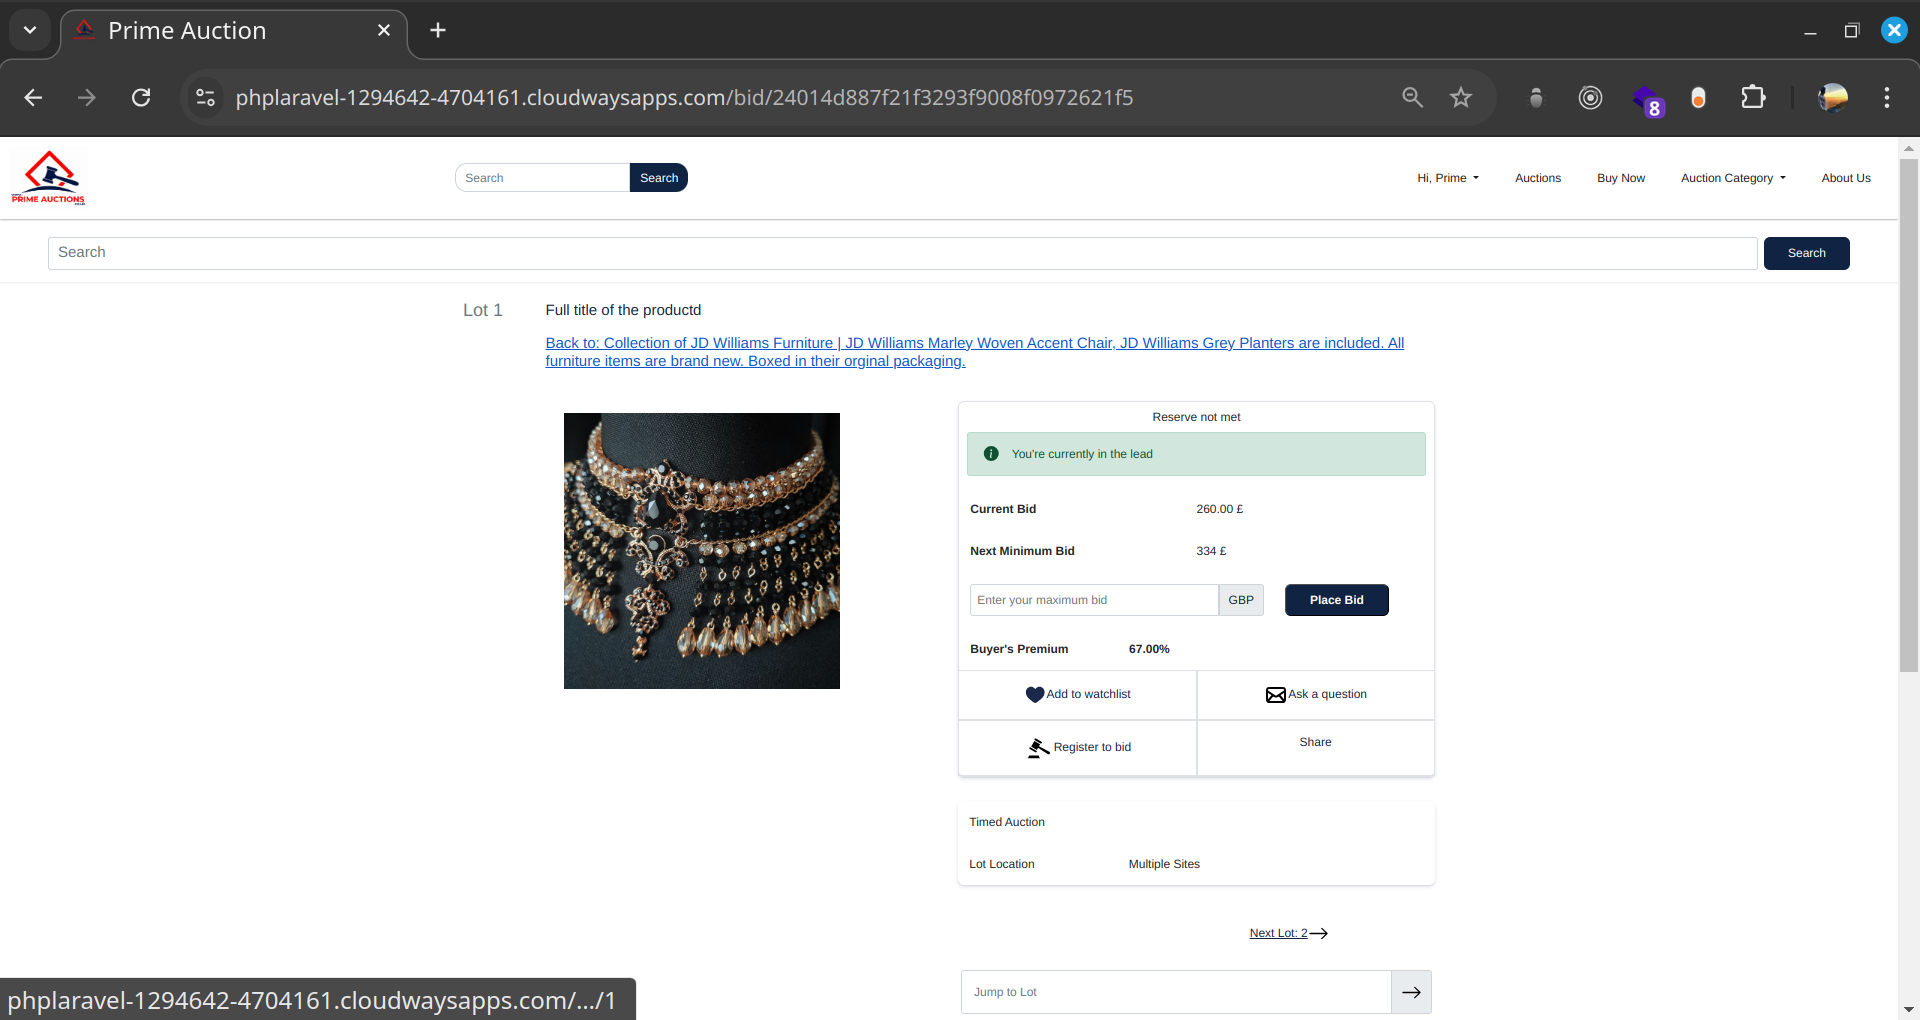 Prime Auction
phplaravel-1294642-4704161.cloudwaysapps.com/bid/24014d887f21f3293f9008f0972621f5
8
PRIME AUCTIONS
Search
Search
Hi, Prime
Auctions
Buy Now
Auction Category
About Us
Search
Search
Lot 1
Full title of the productd
Back to: Collection of JD Williams Furniture | JD Williams Marley Woven Accent Chair, JD Williams Grey Planters are included. All
furniture items are brand new. Boxed in their orginal packaging.
Reserve not met
You're currently in the lead
Current Bid 260.00 £
Next Minimum Bid 334 £
Enter your maximum bid GBP Place Bid
Buyer's Premium 67.00%
Add to watchlist
Ask a question
Register to bid
Share
Timed Auction
Lot Location Multiple Sites
Next Lot: 2
Jump to Lot
phplaravel-1294642-4704161.cloudwaysapps.com/.../1